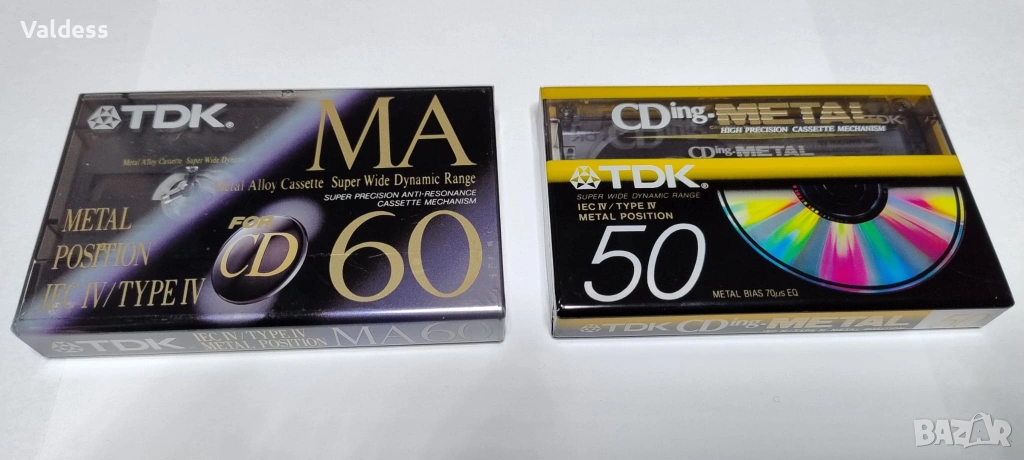 Valdess
TDK®
MA
Metal Alloy Cassette Super Wide Dynamic Range
Metal Alloy Cassette Super Wide Dynamic Range
SUPER PRECISION ANTI-RESONANCE
CASSETTE MECHANISM
METAL
POSITION
IEC IV/TYPE IV
FOR
CD
60
TDK
IEC IV/TYPE IV
METAL POSITION
MA 60
CDing-METAL
HIGH PRECISION CASSETTE MECHANISM
TDK
CDing-METAL
TDK®
SUPER WIDE DYNAMIC RANGE
IEC IV / TYPE IV
METAL POSITION
50
METAL BIAS 70µs EQ
TDK CDing-METAL
BAZAR